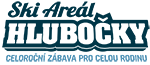 Ski Areál
HLUBOČKY
CELOROČNÍ ZÁBAVA PRO CELOU RODINU